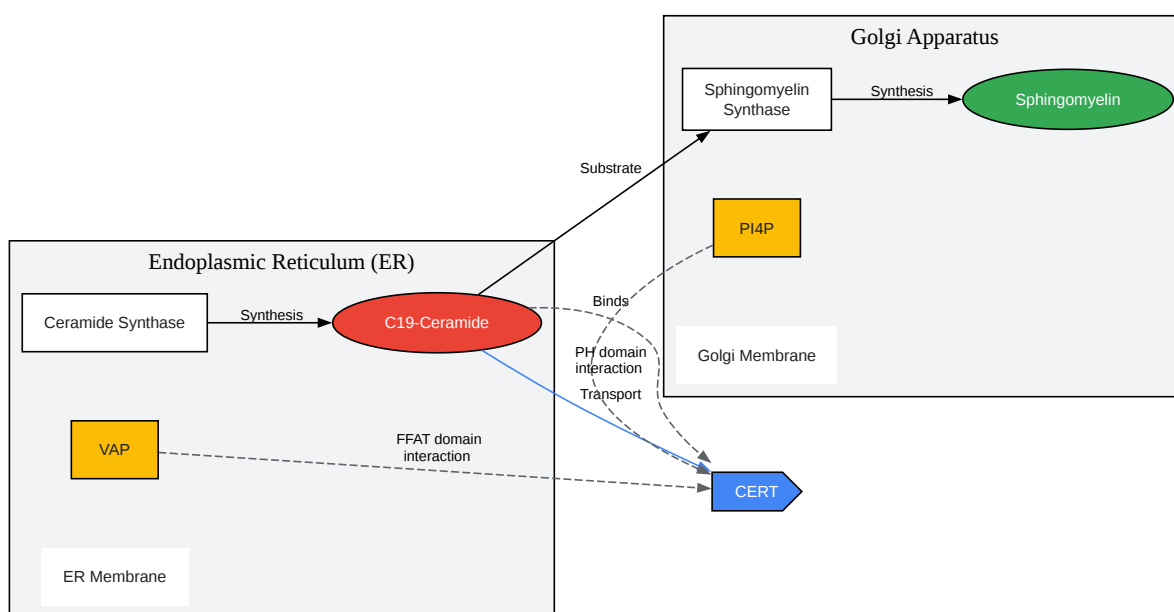 Golgi Apparatus
Sphingomyelin
Synthase
Synthesis
Sphingomyelin
Substrate
PI4P
Endoplasmic Reticulum (ER)
Ceramide Synthase
Synthesis
C19-Ceramide
Binds
PH domain
interaction
Golgi Membrane
Transport
VAP
FFAT domain
interaction
CERT
ER Membrane